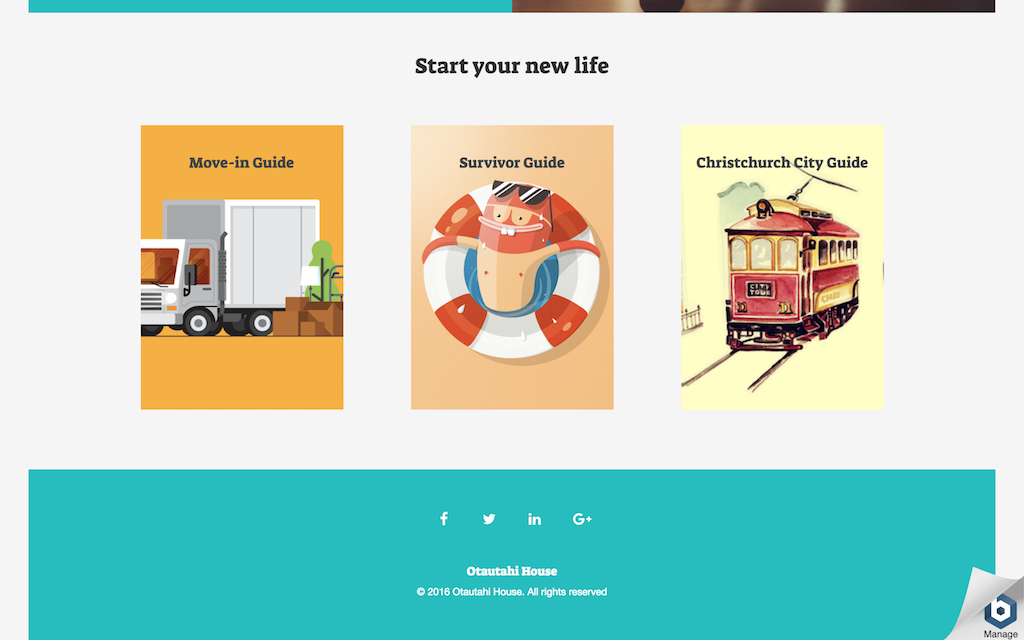 Start your new life
Move-in Guide
Survivor Guide
Christchurch City Guide
CITY
TOUR
Otautahi House
© 2016 Otautahi House. All rights reserved
Manage